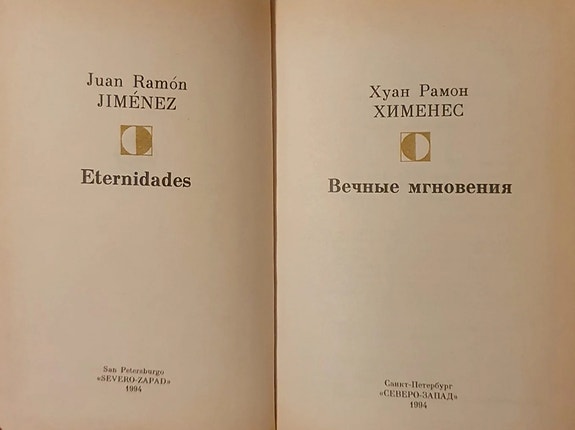 Juan Ramón
JIMÉNEZ
Eternidades
San Petersburgo
«SEVERO-ZAPAD»
1994
Хуан Рамон
ХИМЕНЕС
Вечные мгновения
Санкт-Петербург
«СЕВЕРО-ЗАПАД»
1994